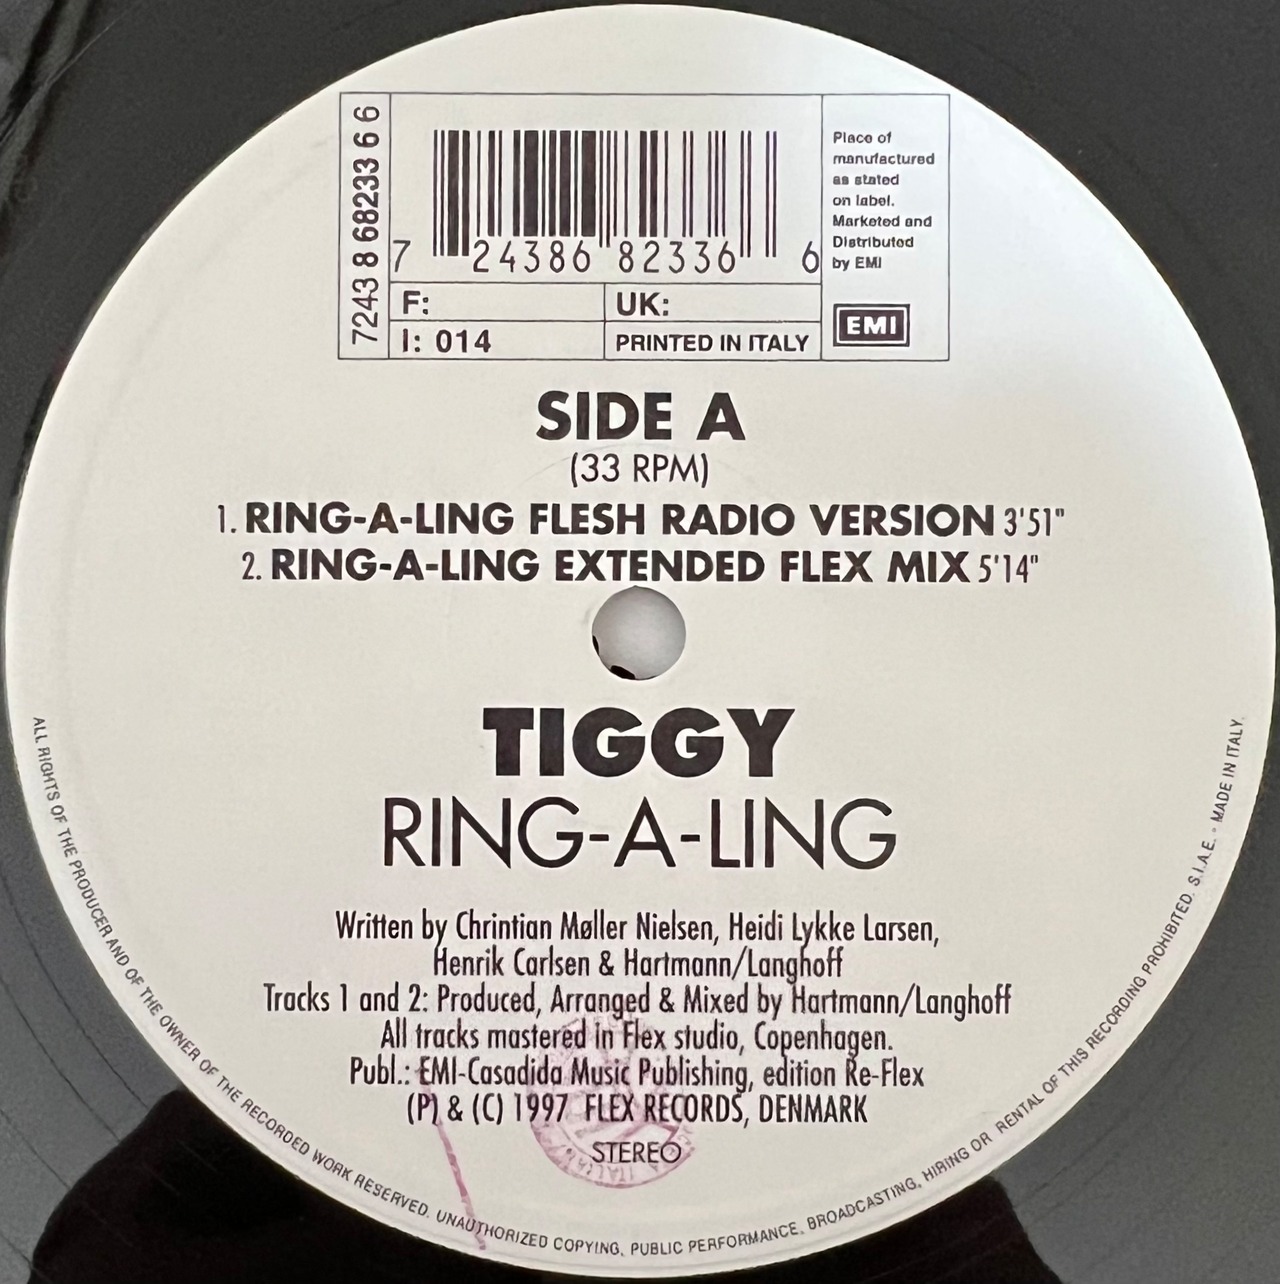 7243 8 68233 6 6
7 24386 82336 6
F:
UK:
I: 014
PRINTED IN ITALY
Place of
manufactured
as stated
on label.
Marketed and
Distributed
by EMI
EMI
SIDE A
(33 RPM)
1. RING-A-LING FLESH RADIO VERSION 3'51"
2. RING-A-LING EXTENDED FLEX MIX 5'14"
TIGGY
RING-A-LING
Written by Chrintian Møller Nielsen, Heidi Lykke Larsen,
Henrik Carlsen & Hartmann/Langhoff
Tracks 1 and 2: Produced, Arranged & Mixed by Hartmann/Langhoff
All tracks mastered in Flex studio, Copenhagen.
Publ.: EMI-Casadida Music Publishing, edition Re-Flex
(P) & (C) 1997 FLEX RECORDS, DENMARK
STEREO
ALL RIGHTS OF THE PRODUCER AND OF THE OWNER OF THE RECORDED WORK RESERVED. UNAUTHORIZED COPYING, PUBLIC PERFORMANCE, BROADCASTING, HIRING OR RENTAL OF THIS RECORDING PROHIBITED. S.I.A.E. • MADE IN ITALY.